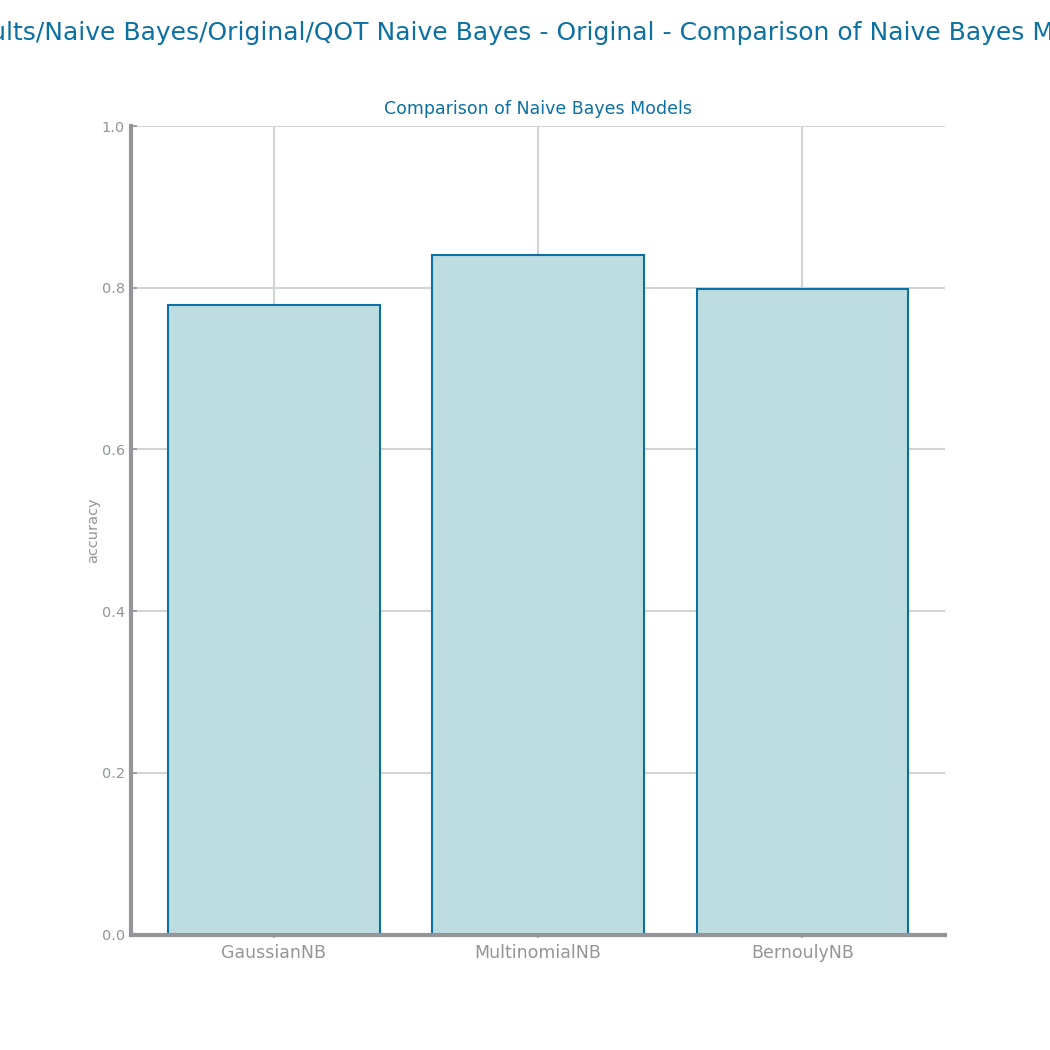 ults/Naive Bayes/Original/QOT Naive Bayes - Original - Comparison of Naive Bayes M
Comparison of Naive Bayes Models
1.0
0.8
0.6
0.4
0.2
0.0
accuracy
GaussianNB MultinomialNB BernoulyNB